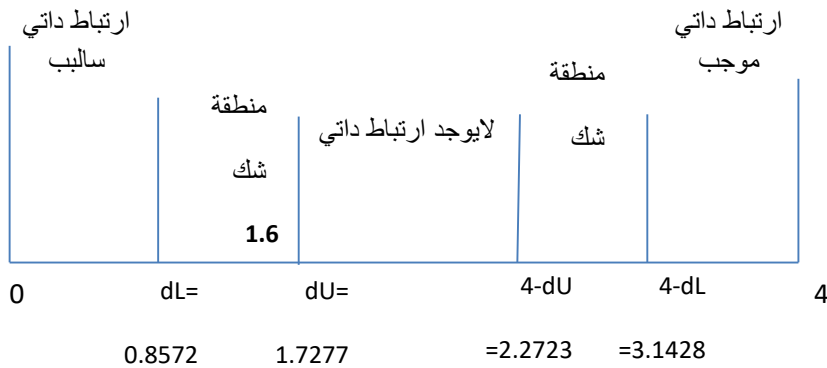 ارتباط داتي
سالبب
منطقة
شك
1.6
لايوجد ارتباط داتي
منطقة
شك
ارتباط داتي
موجب
0
dL=
dU=
4-dU
4-dL
4
0.8572
1.7277
=2.2723
=3.1428